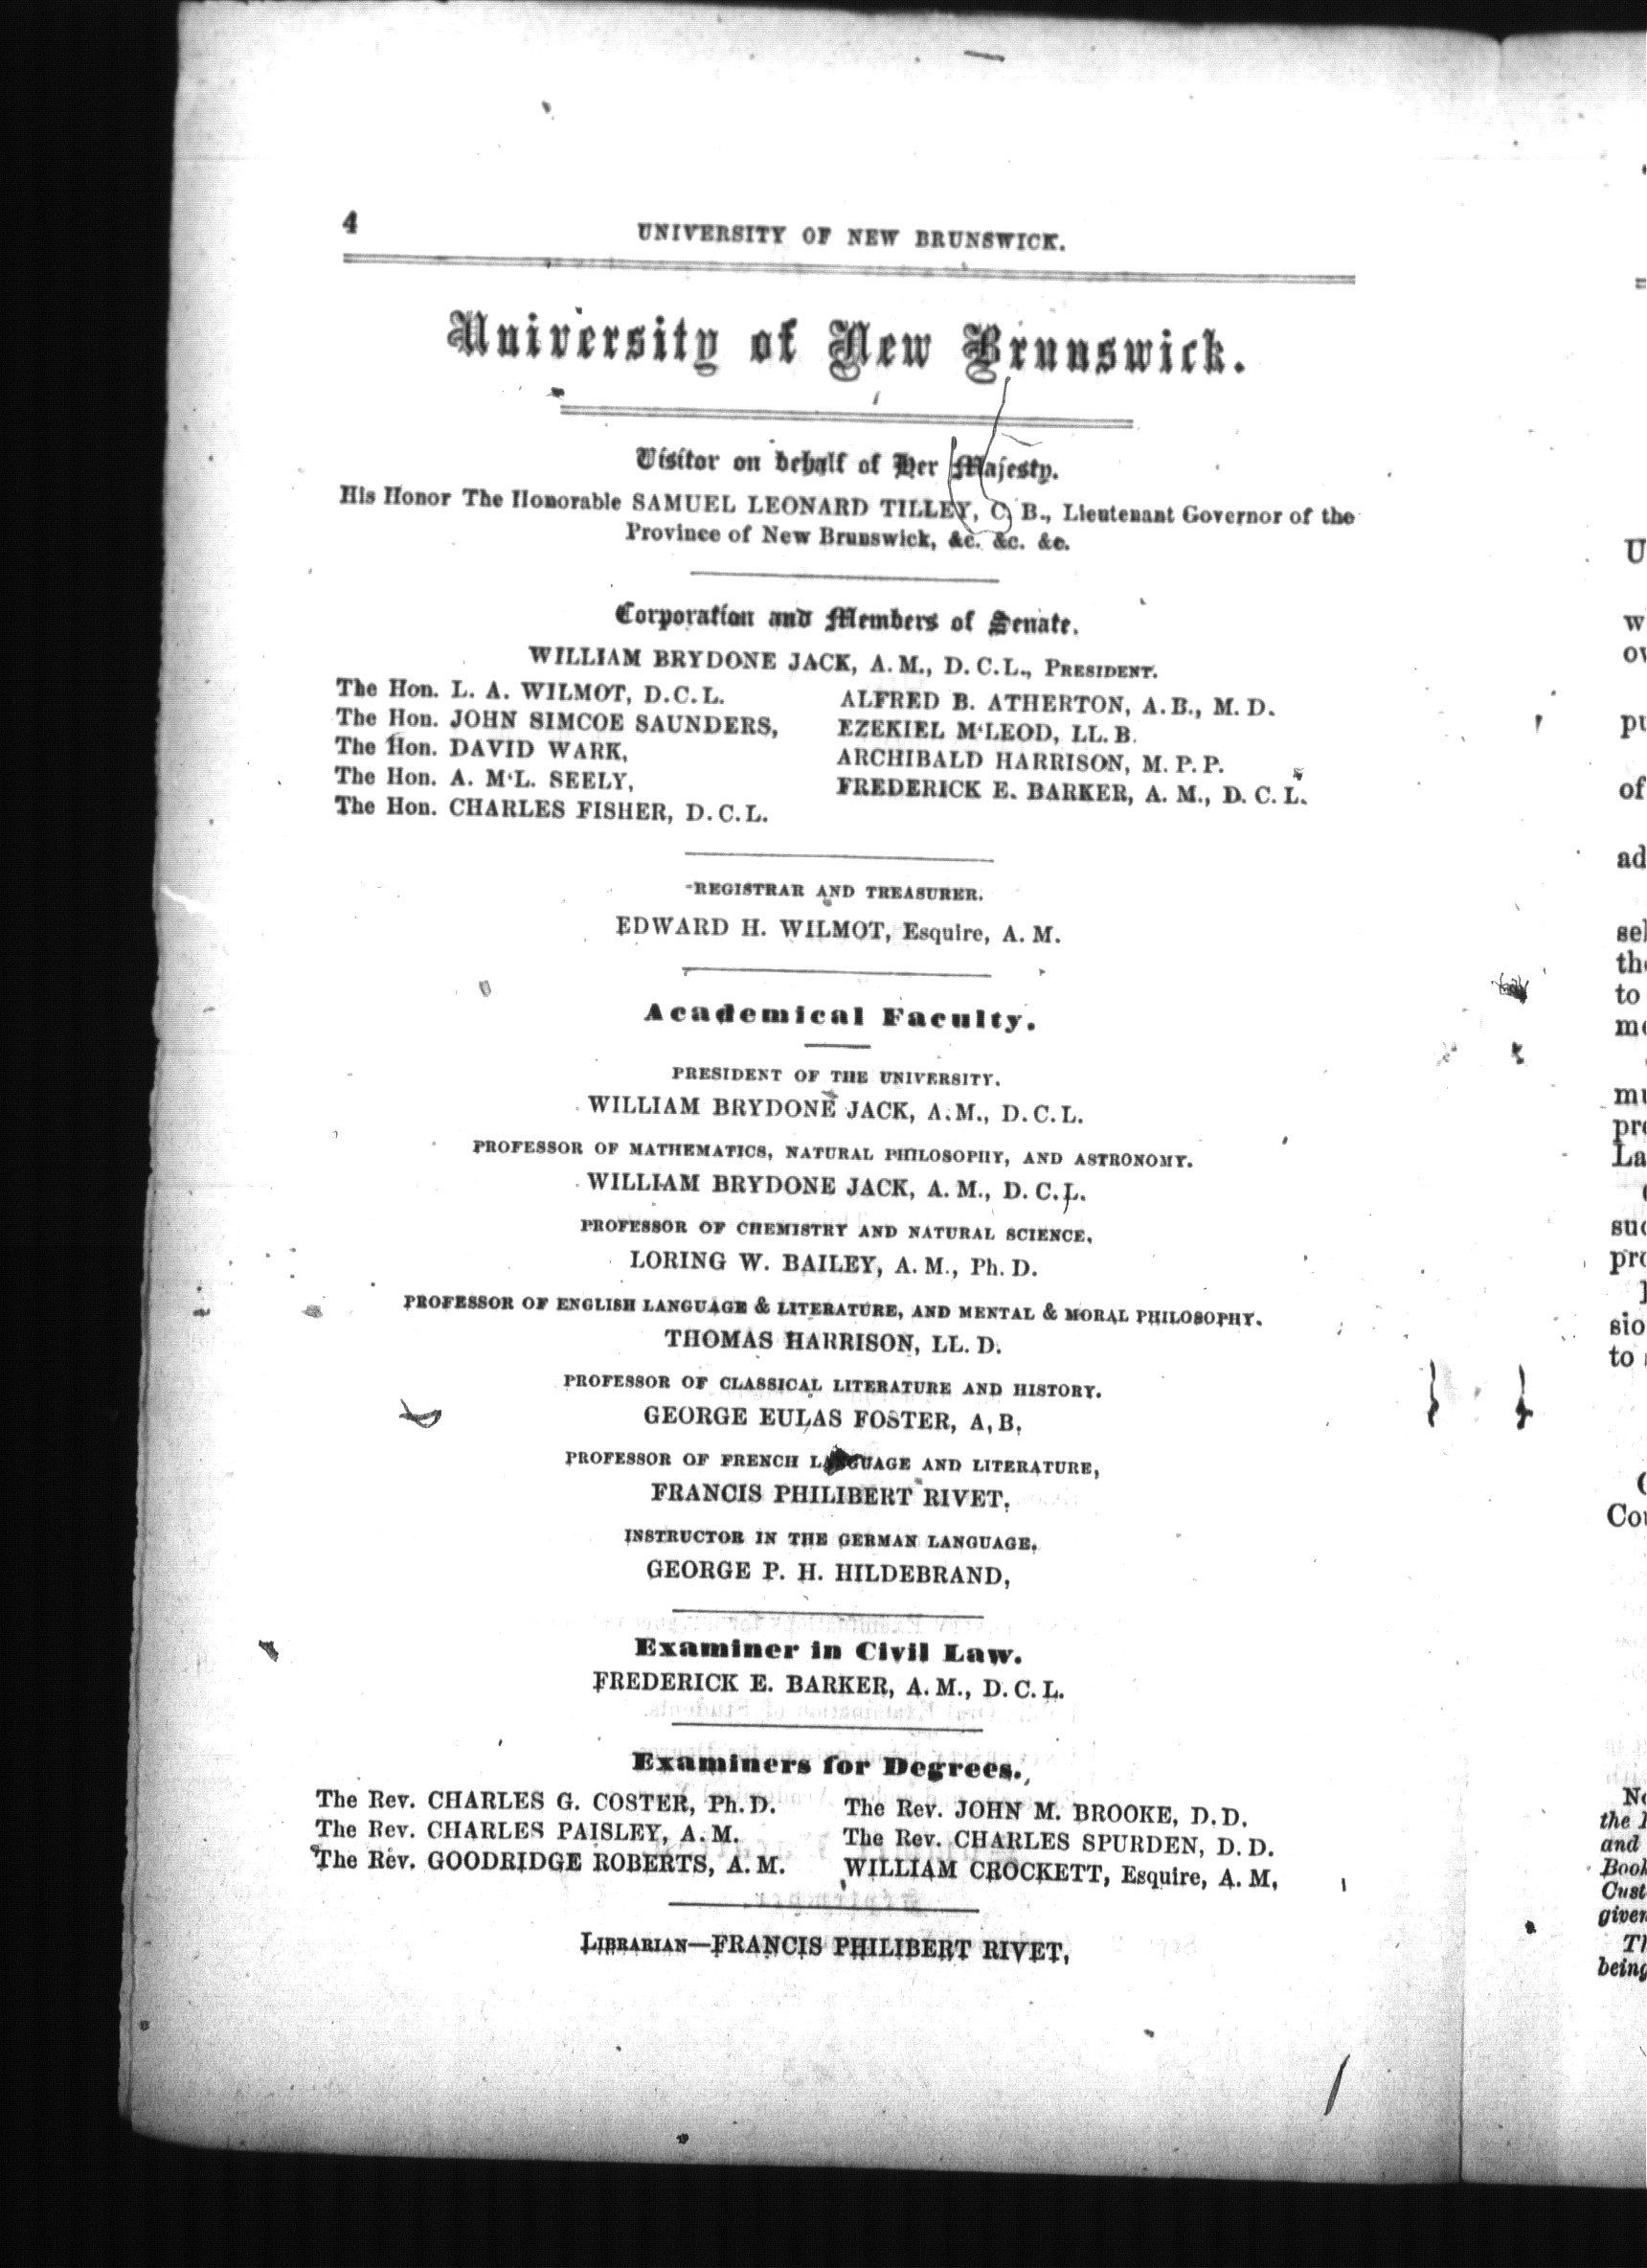 4
UNIVERSITY OF NEW BRUNSWICK.
University of New Brunswick.
Visitor on behalf of Her Majesty.
His Honor The Honorable SAMUEL LEONARD TILLEY, C. B., Lieutenant Governor of the
Province of New Brunswick, &c. &c. &c.
Corporation and Members of Senate.
WILLIAM BRYDONE JACK, A. M., D. C. L., PRESIDENT.
The Hon. L. A. WILMOT, D. C. L.
The Hon. JOHN SIMCOE SAUNDERS,
The Hon. DAVID WARK,
The Hon. A. M'L. SEELY,
The Hon. CHARLES FISHER, D. C. L.
ALFRED B. ATHERTON, A. B., M. D.
EZEKIEL M'LEOD, LL. B.
ARCHIBALD HARRISON, M. P. P.
FREDERICK E. BARKER, A. M., D. C. L.
REGISTRAR AND TREASURER.
EDWARD H. WILMOT, Esquire, A. M.
Academical Faculty.
PRESIDENT OF THE UNIVERSITY.
WILLIAM BRYDONE JACK, A. M., D. C. L.
PROFESSOR OF MATHEMATICS, NATURAL PHILOSOPHY, AND ASTRONOMY.
WILLIAM BRYDONE JACK, A. M., D. C. L.
PROFESSOR OF CHEMISTRY AND NATURAL SCIENCE.
LORING W. BAILEY, A. M., Ph. D.
PROFESSOR OF ENGLISH LANGUAGE & LITERATURE, AND MENTAL & MORAL PHILOSOPHY.
THOMAS HARRISON, LL. D.
PROFESSOR OF CLASSICAL LITERATURE AND HISTORY.
GEORGE EULAS FOSTER, A. B.
PROFESSOR OF FRENCH LANGUAGE AND LITERATURE,
FRANCIS PHILIBERT RIVET.
INSTRUCTOR IN THE GERMAN LANGUAGE.
GEORGE P. H. HILDEBRAND,
Examiner in Civil Law.
FREDERICK E. BARKER, A. M., D. C. L.
Examiners for Degrees.
The Rev. CHARLES G. COSTER, Ph. D.
The Rev. CHARLES PAISLEY, A. M.
The Rev. GOODRIDGE ROBERTS, A. M.
The Rev. JOHN M. BROOKE, D. D.
The Rev. CHARLES SPURDEN, D. D.
WILLIAM CROCKETT, Esquire, A. M,
LIBRARIAN—FRANCIS PHILIBERT RIVET,